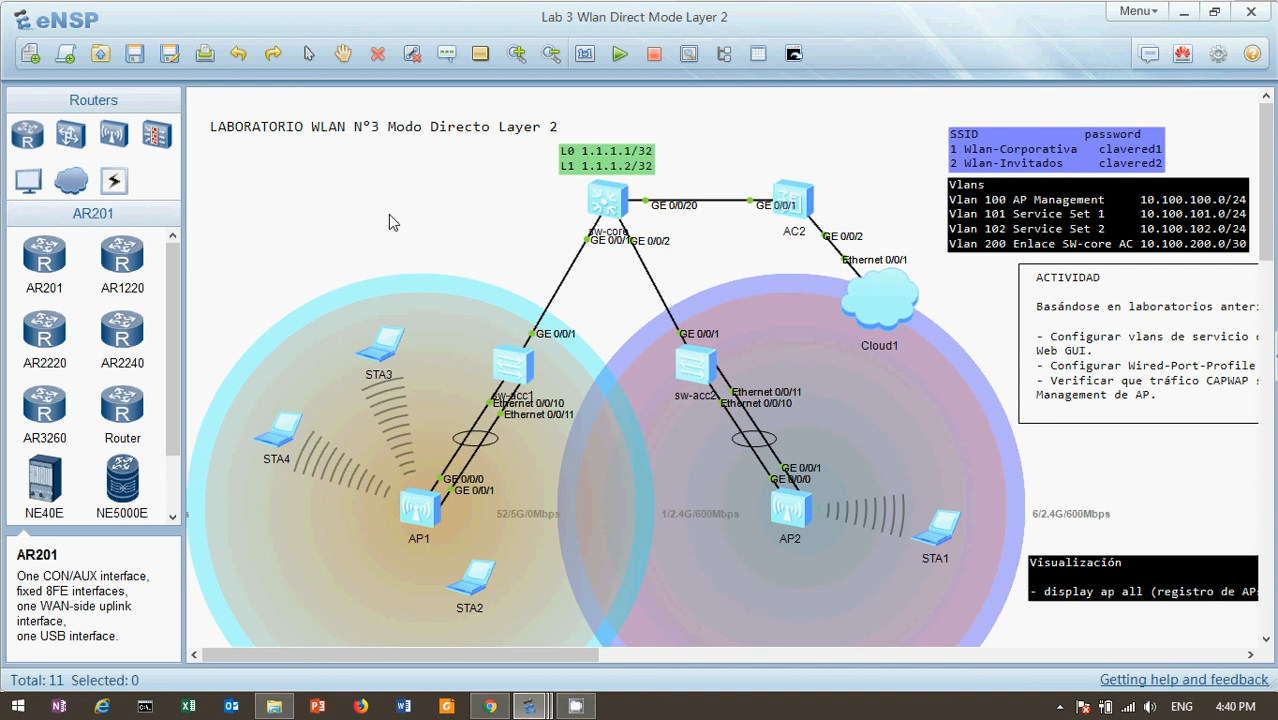 eNSP
Lab 3 Wlan Direct Mode Layer 2
Menu
Routers
AR201
AR201
AR1220
AR2220
AR2240
AR3260
Router
NE40E
NE5000E
AR201
One CON/AUX interface,
fixed 8FE interfaces,
one WAN-side uplink
interface,
one USB interface.
LABORATORIO WLAN N°3 Modo Directo Layer 2
L0 1.1.1.1/32
L1 1.1.1.2/32
SSID password
1 Wlan-Corporativa clavered1
2 Wlan-Invitados clavered2
Vlans
Vlan 100 AP Management 10.100.100.0/24
Vlan 101 Service Set 1 10.100.101.0/24
Vlan 102 Service Set 2 10.100.102.0/24
Vlan 200 Enlace SW-core AC 10.100.200.0/30
GE 0/0/20
GE 0/0/1
sw-core
AC2
GE 0/0/1
GE 0/0/2
GE 0/0/2
Ethernet 0/0/1
Cloud1
ACTIVIDAD
Basándose en laboratorios anteri
- Configurar vlans de servicio
Web GUI.
- Configurar Wired-Port-Profile
- Verificar que tráfico CAPWAP s
Management de AP.
GE 0/0/1
GE 0/0/1
STA3
sw-acc1
Ethernet 0/0/10
Ethernet 0/0/11
sw-acc2
Ethernet 0/0/11
Ethernet 0/0/10
STA4
GE 0/0/0
GE 0/0/1
GE 0/0/1
GE 0/0/0
s
52/5G/0Mbps
1/2.4G/600Mbps
6/2.4G/600Mbps
AP1
AP2
STA1
STA2
Visualización
- display ap all (registro de AP
Total: 11 Selected: 0
Getting help and feedback
ENG
4:40 PM